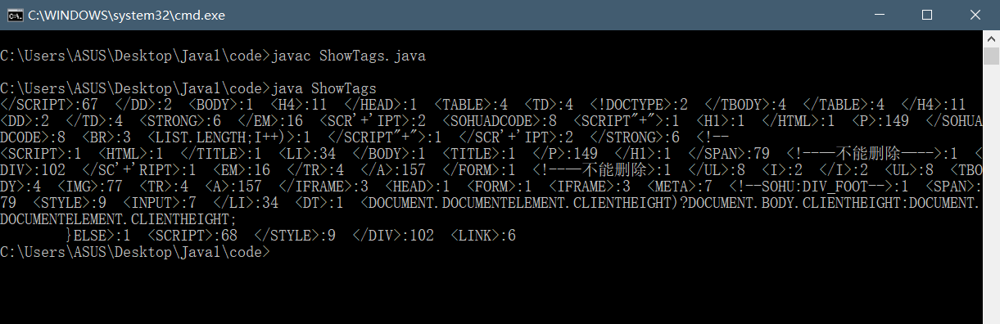 C:\WINDOWS\system32\cmd.exe
C:\Users\ASUS\Desktop\Java1\code>javac ShowTags.java
C:\Users\ASUS\Desktop\Java1\code>java ShowTags
</SCRIPT>:67  </DD>:2  <BODY>:1  <H4>:11  </HEAD>:1  <TABLE>:4  <TD>:4  <!DOCTYPE>:2  </TBODY>:4  </TABLE>:4  </H4>:11
<DD>:2  </TD>:4  <STRONG>:6  </EM>:16  <SCR'+'IPT>:2  <SOHUADCODE>:8  <SCRIPT"+">:1  <H1>:1  </HTML>:1  <P>:149  </SOHUA
DCODE>:8  <BR>:3  <LIST.LENGTH;I++)>:1  </SCRIPT"+">:1  </SCR'+'IPT>:2  </STRONG>:6  <!--
<SCRIPT>:1  <HTML>:1  </TITLE>:1  <LI>:34  </BODY>:1  <TITLE>:1  </P>:149  </H1>:1  </SPAN>:79  <!--——不能删除——-->:1  <
DIV>:102  </SC'+'RIPT>:1  <EM>:16  </TR>:4  </A>:157  </FORM>:1  <!--——不能删除>:1  </UL>:8  <I>:2  </I>:2  <UL>:8  <TBO
DY>:4  <IMG>:77  <TR>:4  <A>:157  </IFRAME>:3  <HEAD>:1  <FORM>:1  <IFRAME>:3  <META>:7  <!--SOHU:DIV_FOOT-->:1  <SPAN>:
79  <STYLE>:9  <INPUT>:7  </LI>:34  <DT>:1  <DOCUMENT.DOCUMENTELEMENT.CLIENTHEIGHT)?DOCUMENT.BODY.CLIENTHEIGHT:DOCUMENT.
DOCUMENTELEMENT.CLIENTHEIGHT;
}ELSE>:1  <SCRIPT>:68  </STYLE>:9  </DIV>:102  <LINK>:6
C:\Users\ASUS\Desktop\Java1\code>